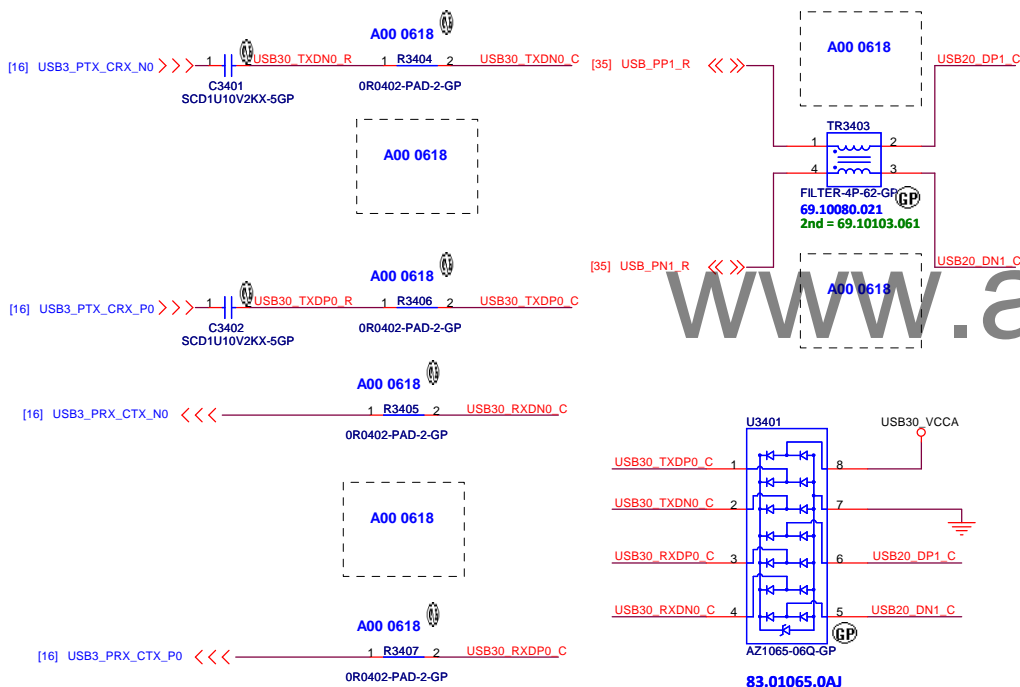 A00 0618
[16] USB3_PTX_CRX_N0 1 2 USB30_TXDN0_R 1 R3404 2 USB30_TXDN0_C
C3401
SCD1U10V2KX-5GP
0R0402-PAD-2-GP
A00 0618
A00 0618
[16] USB3_PTX_CRX_P0 1 2 USB30_TXDP0_R 1 R3406 2 USB30_TXDP0_C
C3402
SCD1U10V2KX-5GP
0R0402-PAD-2-GP
A00 0618
[16] USB3_PRX_CTX_N0 1 R3405 2 USB30_RXDN0_C
0R0402-PAD-2-GP
A00 0618
A00 0618
[16] USB3_PRX_CTX_P0 1 R3407 2 USB30_RXDP0_C
0R0402-PAD-2-GP
A00 0618
[35] USB_PP1_R USB20_DP1_C
TR3403
1 2
4 3
FILTER-4P-62-GP
GP
69.10080.021
2nd = 69.10103.061
[35] USB_PN1_R USB20_DN1_C
A00 0618
www.a
U3401 USB30_VCCA
USB30_TXDP0_C 1 8
USB30_TXDN0_C 2 7
USB30_RXDP0_C 3 6 USB20_DP1_C
USB30_RXDN0_C 4 5 USB20_DN1_C
GP
AZ1065-06Q-GP
83.01065.0AJ